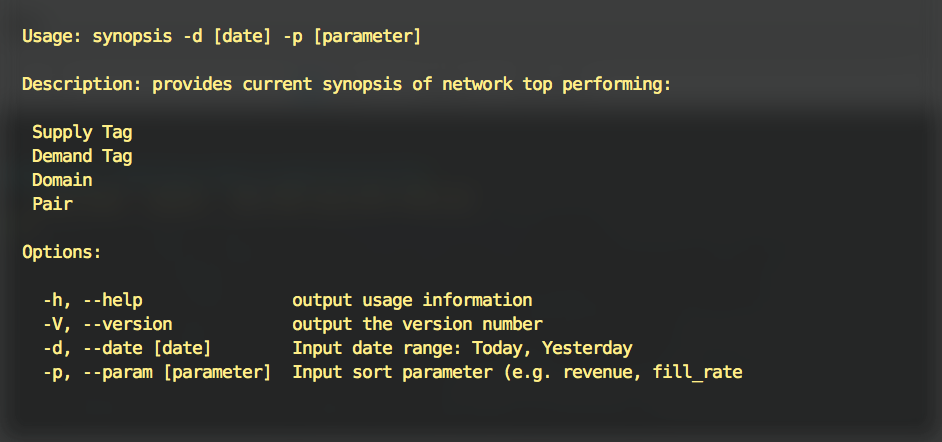 Usage: synopsis -d [date] -p [parameter]
Description: provides current synopsis of network top performing:
Supply Tag
Demand Tag
Domain
Pair
Options:
-h, --help output usage information
-V, --version output the version number
-d, --date [date] Input date range: Today, Yesterday
-p, --param [parameter] Input sort parameter (e.g. revenue, fill_rate